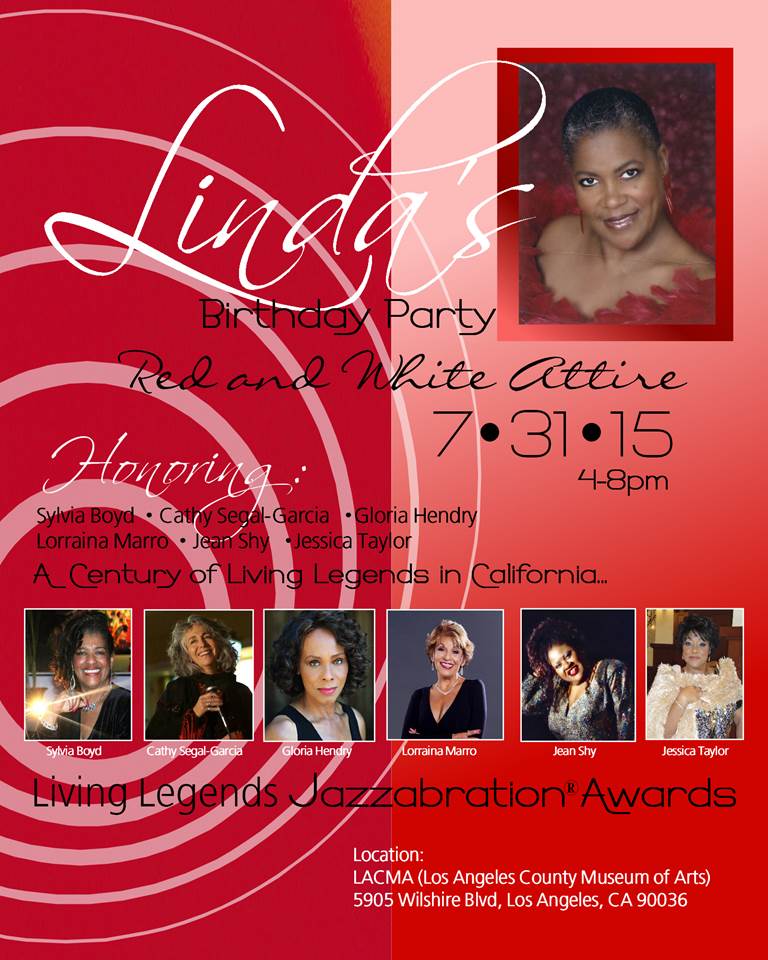 Linda's
Birthday Party
Red and White Attire
7•31•15
4-8pm
Honoring:
Sylvia Boyd • Cathy Segal-Garcia • Gloria Hendry
Lorraina Marro • Jean Shy • Jessica Taylor
A Century of Living Legends in California...
Sylvia Boyd Cathy Segal-Garcia Gloria Hendry Lorraina Marro Jean Shy Jessica Taylor
Living Legends Jazzabration® Awards
Location:
LACMA (Los Angeles County Museum of Arts)
5905 Wilshire Blvd, Los Angeles, CA 90036